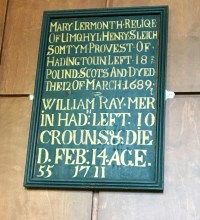 MARY·LERMONTH·RELIQE
OF UMQHYL·HENRY·SLEICH
SOMTYM PROVEST OF·
HADINGTOUN LEFT 18
POUND·SCOTS·AND DYED
THE 12 OF MARCH 1689
WILLIAM RAY·MER
IN HAD: LEFT 10
CROUNS·& DIE
D. FEB: 14 AGE.
55 1711